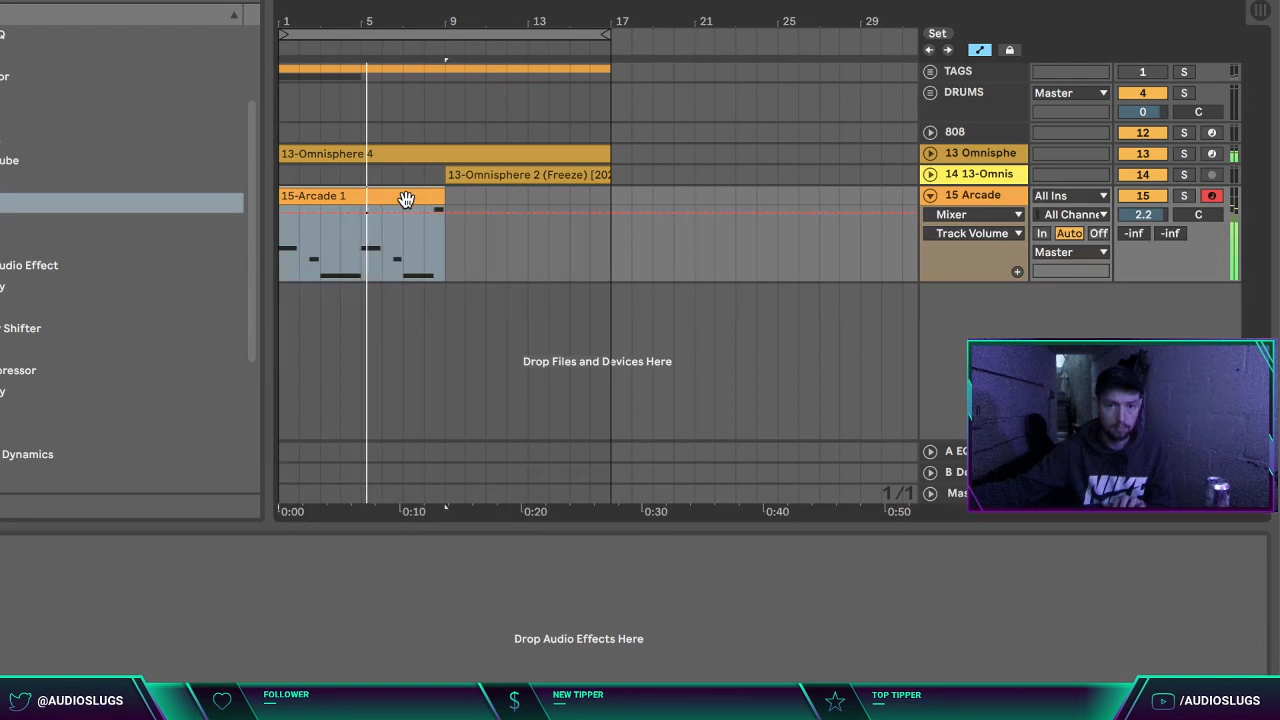 1 5 9 13 17 21 25 29
Q
Set
or
TAGS 1 S
DRUMS Master 4 S
0 C
808 12
ube
13-Omnisphere 4
13 Omnisphe 13
13-Omnisphere 2 (Freeze) [202
14 13-Omnis 14
15-Arcade 1
15 Arcade All Ins 15
Mixer All Channe 2.2 C
Track Volume In Auto Off -inf -inf
Master
udio Effect
y
Shifter
Drop Files and Devices Here
pressor
y
Dynamics
A EC
B De
1/1 Mas
0:00 0:10 0:20 0:30 0:40 0:50
NIKE
Drop Audio Effects Here
@AUDIOSLUGS
FOLLOWER
NEW TIPPER
TOP TIPPER
/AUDIOSLUGS